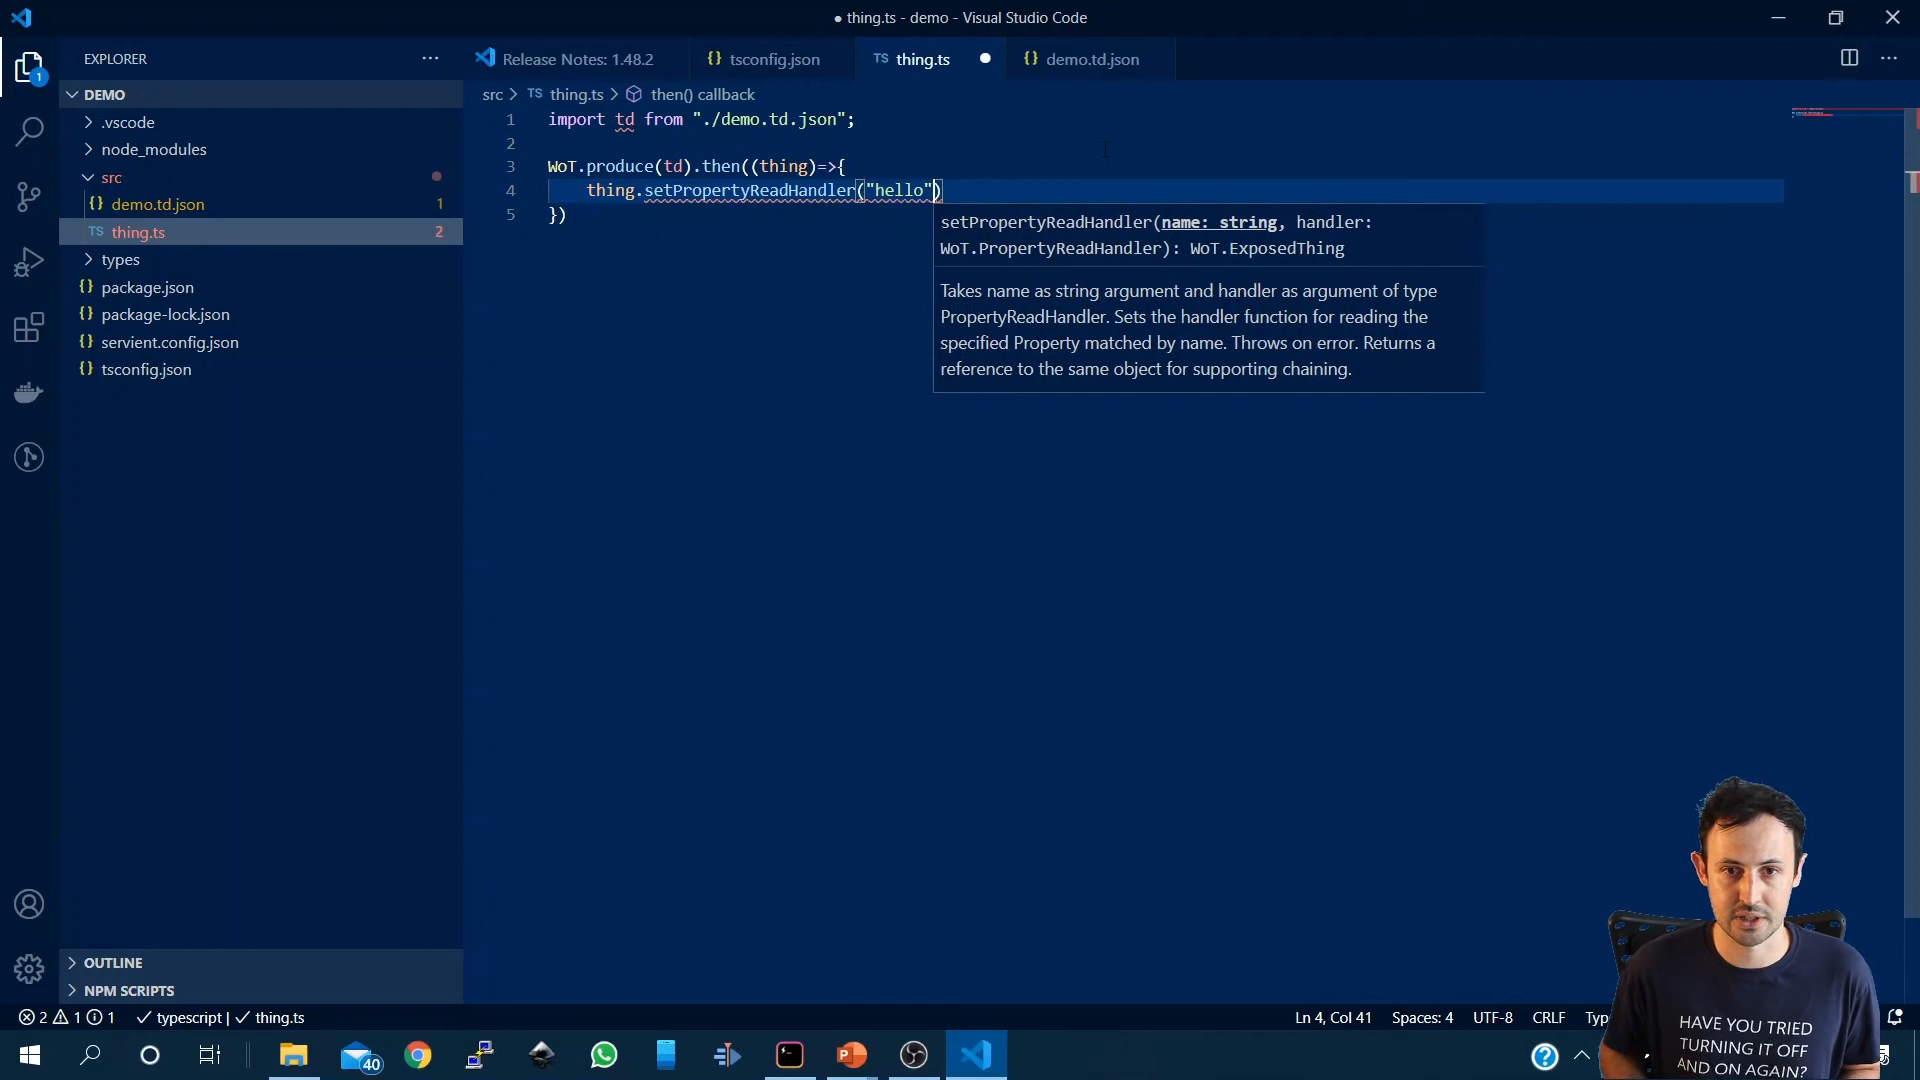 ● thing.ts - demo - Visual Studio Code
EXPLORER
Release Notes: 1.48.2
{} tsconfig.json
TS thing.ts ●
{} demo.td.json
1
DEMO
.vscode
node_modules
src
{} demo.td.json 1
TS thing.ts 2
types
{} package.json
{} package-lock.json
{} servient.config.json
{} tsconfig.json
src > TS thing.ts > then() callback
1 import td from "./demo.td.json";
2
3 WoT.produce(td).then((thing)=>{
4 thing.setPropertyReadHandler("hello")
5 })
setPropertyReadHandler(name: string, handler:
WoT.PropertyReadHandler): WoT.ExposedThing
Takes name as string argument and handler as argument of type
PropertyReadHandler. Sets the handler function for reading the
specified Property matched by name. Throws on error. Returns a
reference to the same object for supporting chaining.
OUTLINE
NPM SCRIPTS
2 1 1 ✓ typescript | ✓ thing.ts
Ln 4, Col 41 Spaces: 4 UTF-8 CRLF
40
HAVE YOU TRIED
TURNING IT OFF
AND ON AGAIN?